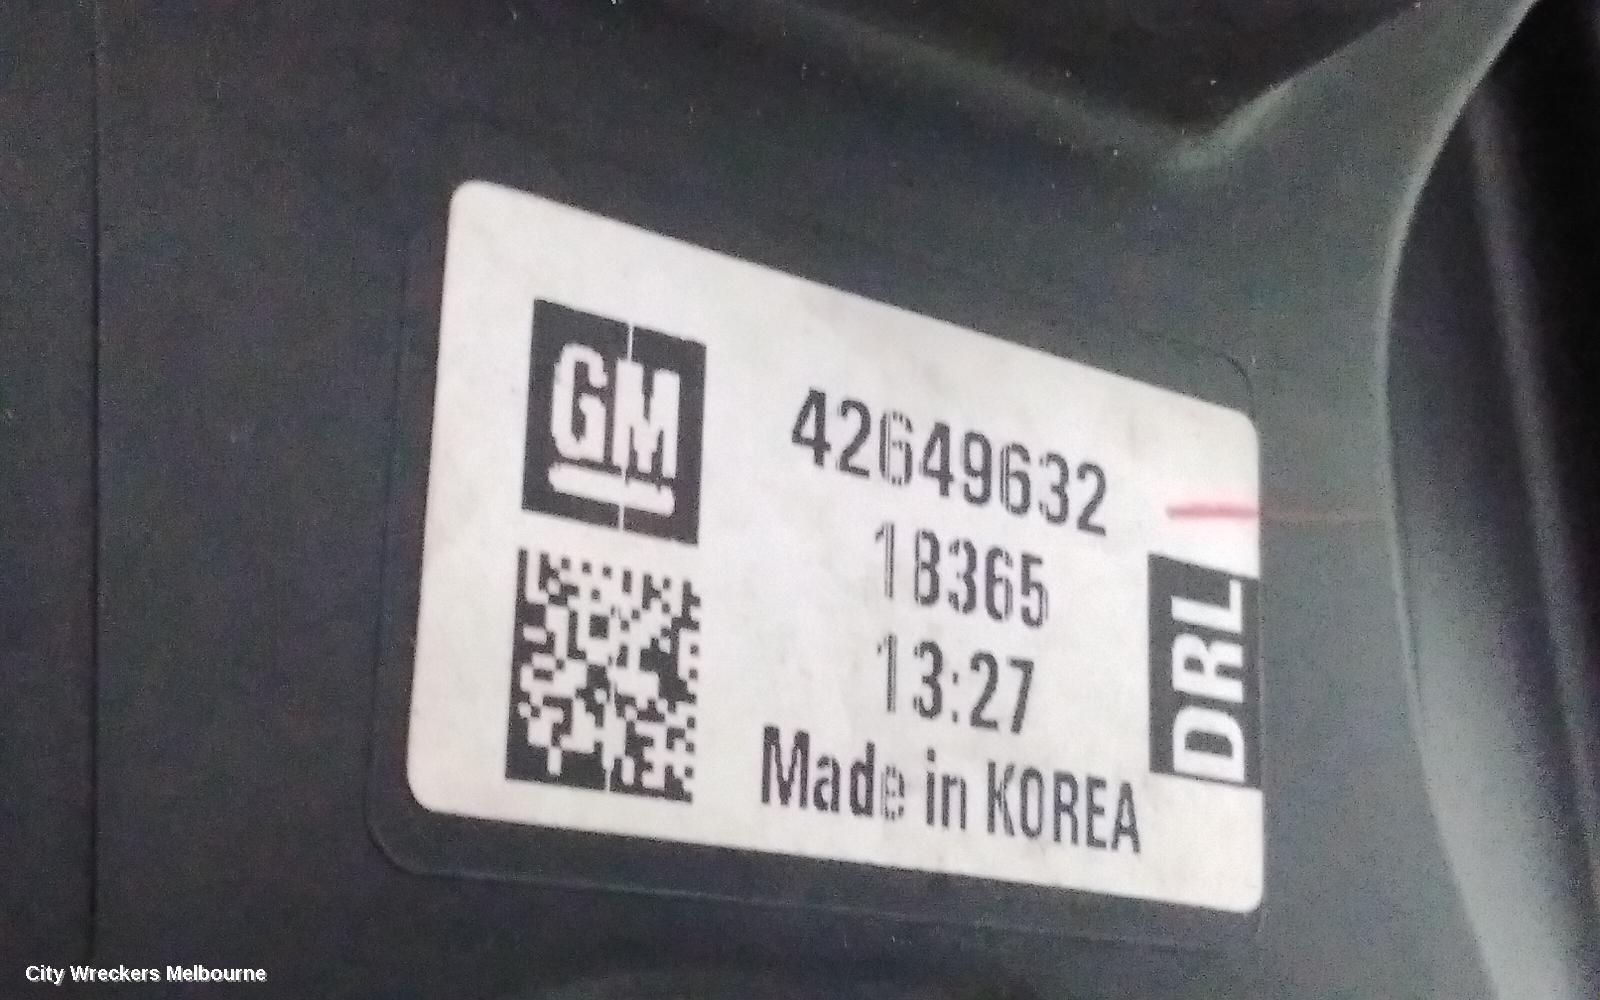 GM
42649632
18365
13:27
Made in KOREA
DRL
City Wreckers Melbourne